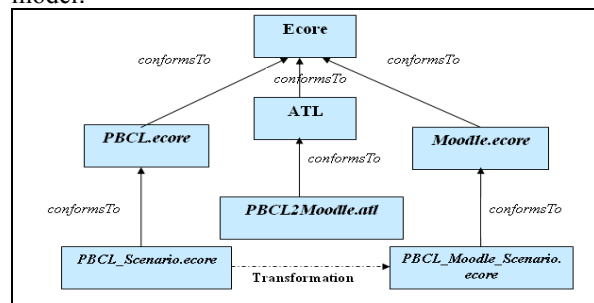 model.
Ecore
conformsTo
conformsTo
conformsTo
ATL
PBCL.ecore
Moodle.ecore
conformsTo
conformsTo
conformsTo
PBCL2Moodle.atl
PBCL_Scenario.ecore
PBCL_Moodle_Scenario.
ecore
Transformation